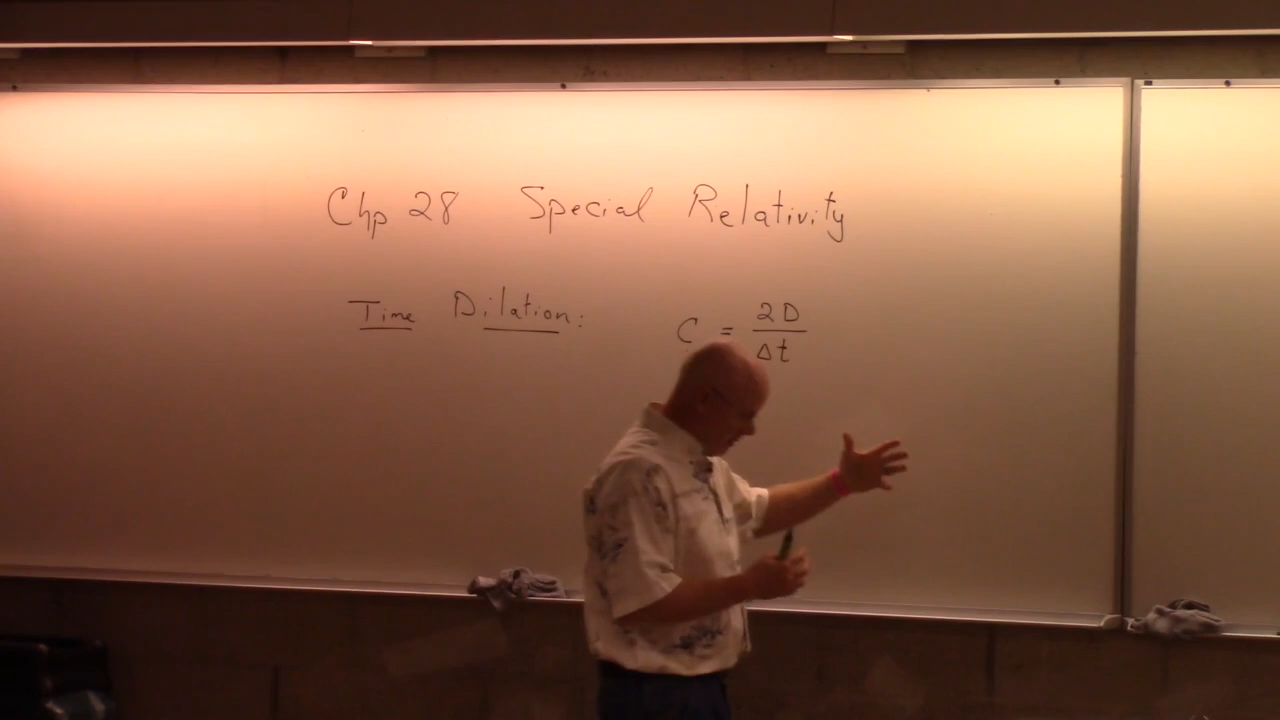 Chp 28 Special Relativity
Time Dilation: C = 2D / Δt